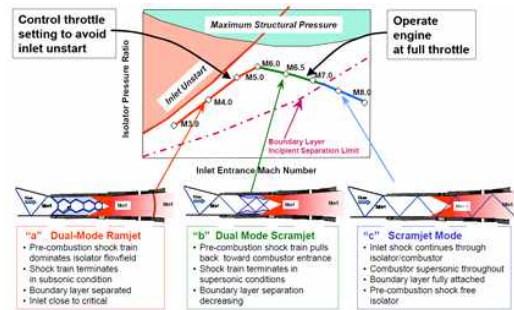 Control throttle
setting to avoid
inlet unstart
Maximum Structural Pressure
Operate
engine
at full throttle
Isolator Pressure Ratio
Inlet Unstart
M3.0
M4.0
M5.0
M6.0
M6.5
M7.0
M8.0
Boundary Layer
Incipient Separation Limit
Inlet Entrance Mach Number
"a" Dual-Mode Ramjet
• Pre-combustion shock train
dominates isolator flowfield
• Shock train terminates
in subsonic condition
• Boundary layer separated
• Inlet close to critical
"b" Dual Mode Scramjet
• Pre-combustion shock train pulls
back toward combustor entrance
• Shock train terminates in
supersonic conditions
• Boundary layer separation
decreasing
"c" Scramjet Mode
• Inlet shock continues through
isolator/combustor
• Combustor supersonic throughout
• Boundary layer fully attached
• Pre-combustion shock free
isolator